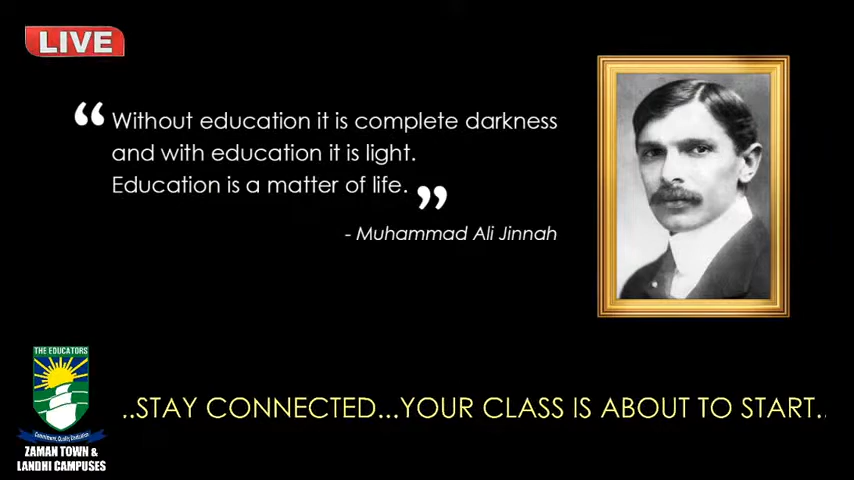 LIVE
“ Without education it is complete darkness
and with education it is light.
Education is a matter of life. ”
- Muhammad Ali Jinnah
THE EDUCATORS
..STAY CONNECTED...YOUR CLASS IS ABOUT TO START..
ZAMAN TOWN &
LANDHI CAMPUSES